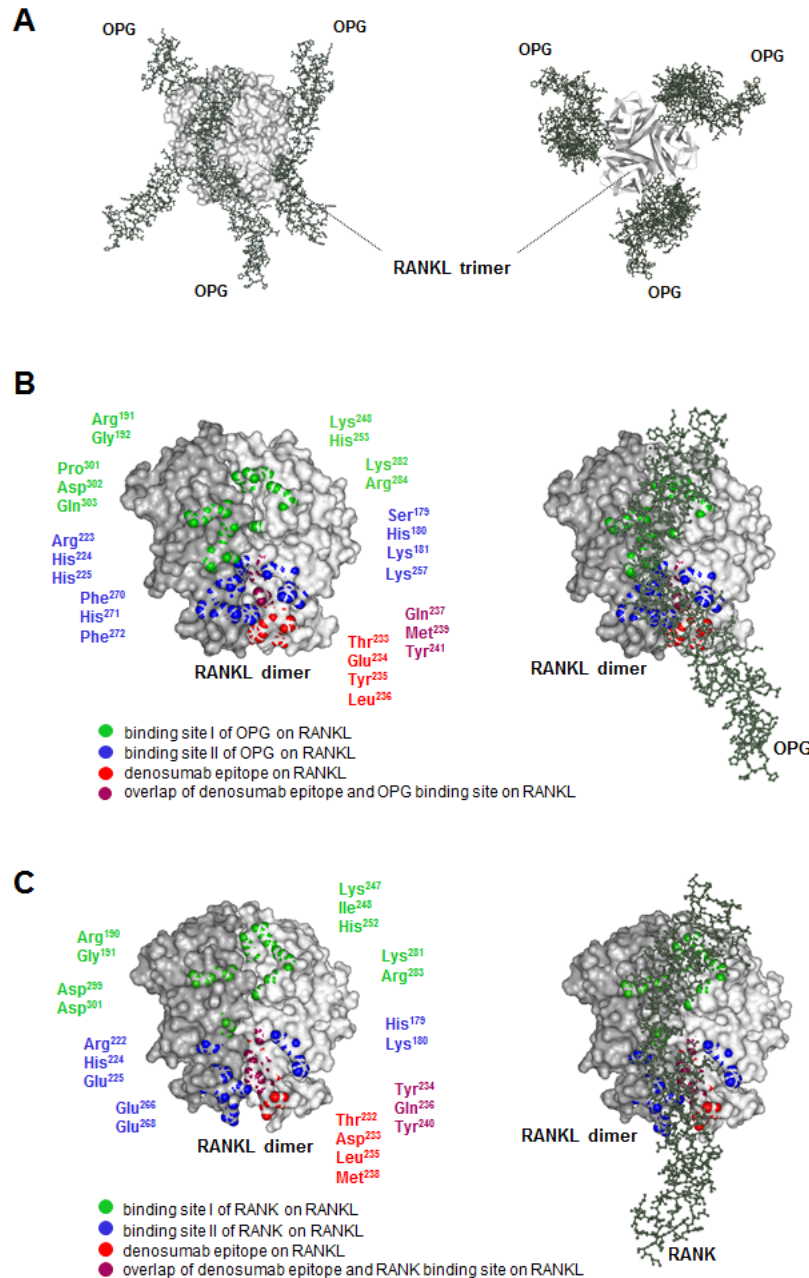 A
OPG
OPG
OPG
OPG
OPG
RANKL trimer
OPG
B
Arg191
Gly192
Pro301
Asp302
Gln303
Arg223
His224
His225
Phe270
His271
Phe272
Lys248
His253
Lys282
Arg284
Ser179
His180
Lys181
Lys257
Gln237
Met239
Tyr241
Thr233
Glu234
Tyr235
Leu236
RANKL dimer
RANKL dimer
OPG
binding site I of OPG on RANKL
binding site II of OPG on RANKL
denosumab epitope on RANKL
overlap of denosumab epitope and OPG binding site on RANKL
C
Arg190
Gly191
Asp299
Asp301
Arg222
His224
Glu225
Glu266
Glu268
Lys247
Ile248
His252
Lys281
Arg283
His179
Lys180
Tyr234
Gln236
Tyr240
Thr232
Asp233
Leu235
Met238
RANKL dimer
RANKL dimer
RANK
binding site I of RANK on RANKL
binding site II of RANK on RANKL
denosumab epitope on RANKL
overlap of denosumab epitope and RANK binding site on RANKL